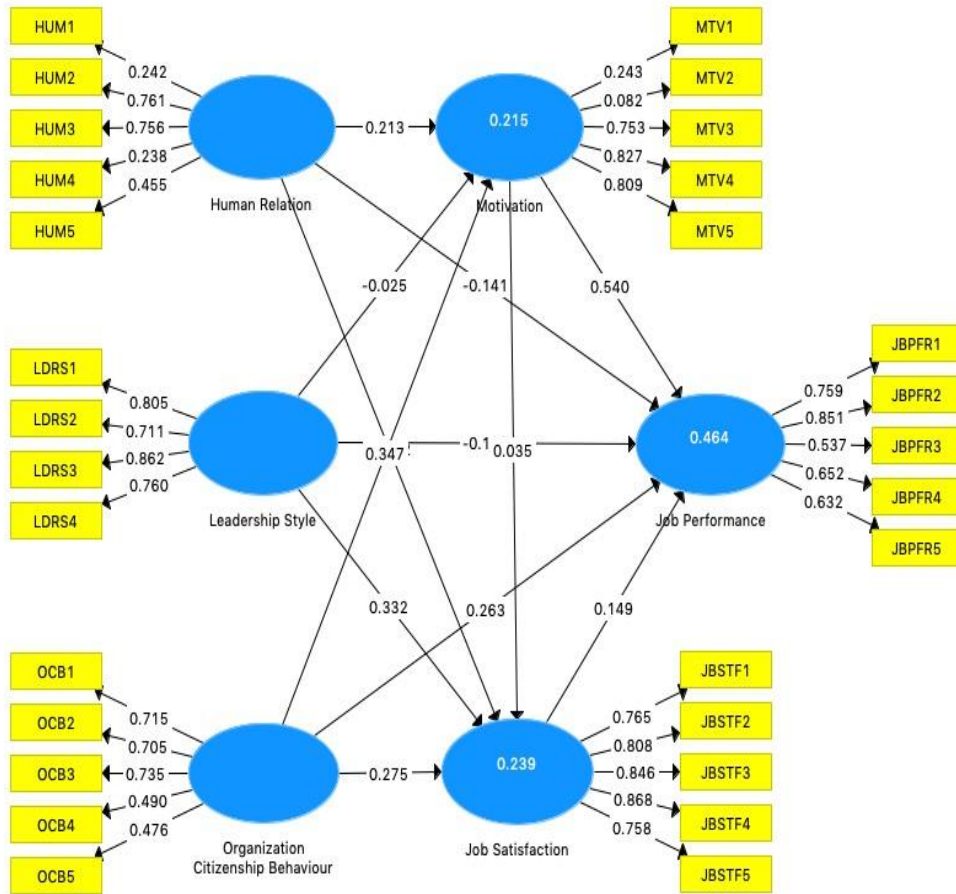 HUM1
HUM2
HUM3
HUM4
HUM5
0.242
0.761
0.756
0.238
0.455
Human Relation
0.213
0.215
Motivation
MTV1
MTV2
MTV3
MTV4
MTV5
0.243
0.082
0.753
0.827
0.809
-0.025
-0.141
0.540
LDRS1
LDRS2
LDRS3
LDRS4
0.805
0.711
0.862
0.760
Leadership Style
0.347
-0.1
0.035
0.464
Job Performance
JBPFR1
JBPFR2
JBPFR3
JBPFR4
JBPFR5
0.759
0.851
0.537
0.652
0.632
0.332
0.263
0.149
OCB1
OCB2
OCB3
OCB4
OCB5
0.715
0.705
0.735
0.490
0.476
Organization
Citizenship Behaviour
0.275
0.239
Job Satisfaction
JBSTF1
JBSTF2
JBSTF3
JBSTF4
JBSTF5
0.765
0.808
0.846
0.868
0.758